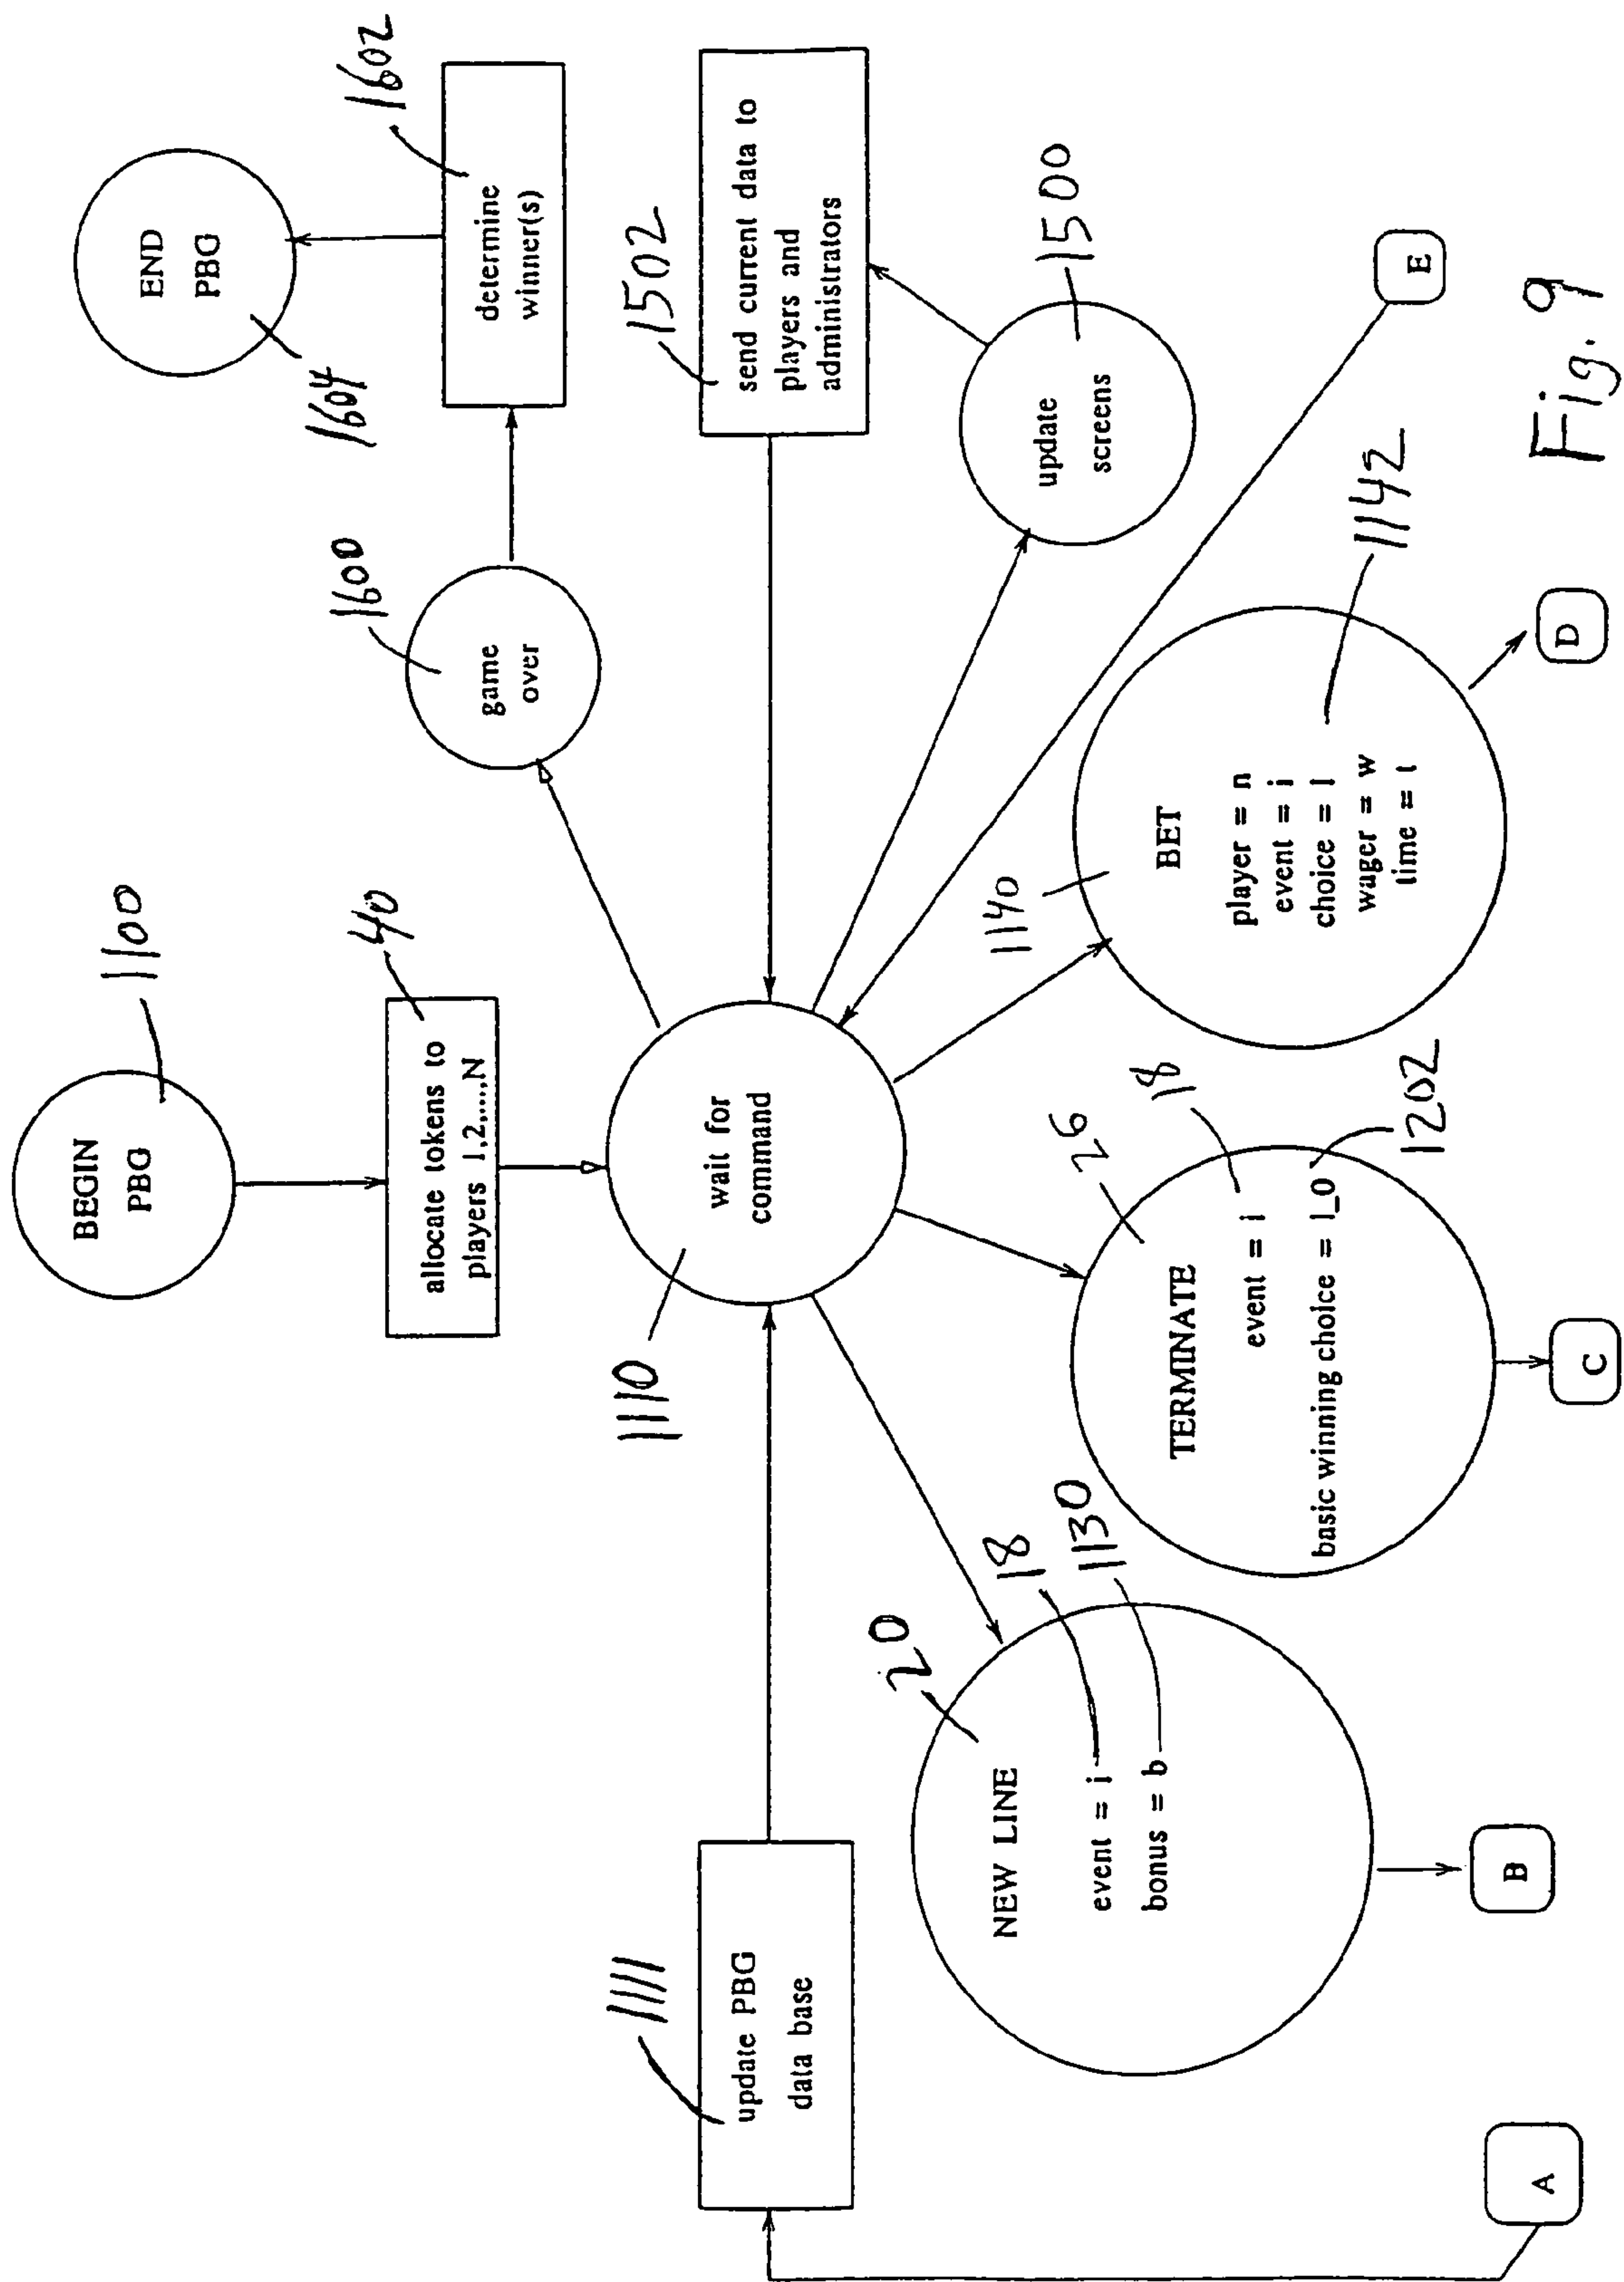 BEGIN
PBG
1100
allocate tokens to
players 1,2,...,N
40
wait for
command
1110
game
over
1600
determine
winner(s)
1602
END
PBG
1604
send current data to
players and
administrators
1502
update
screens
1500
update PBG
data base
1111
NEW LINE
event = i
bonus = b
20
18
1130
TERMINATE
event = i
basic winning choice = l_0
26
18
1202
BET
player = n
event = i
choice = l
wager = w
time = t
1140
1142
A
B
C
D
E
Fig. 9